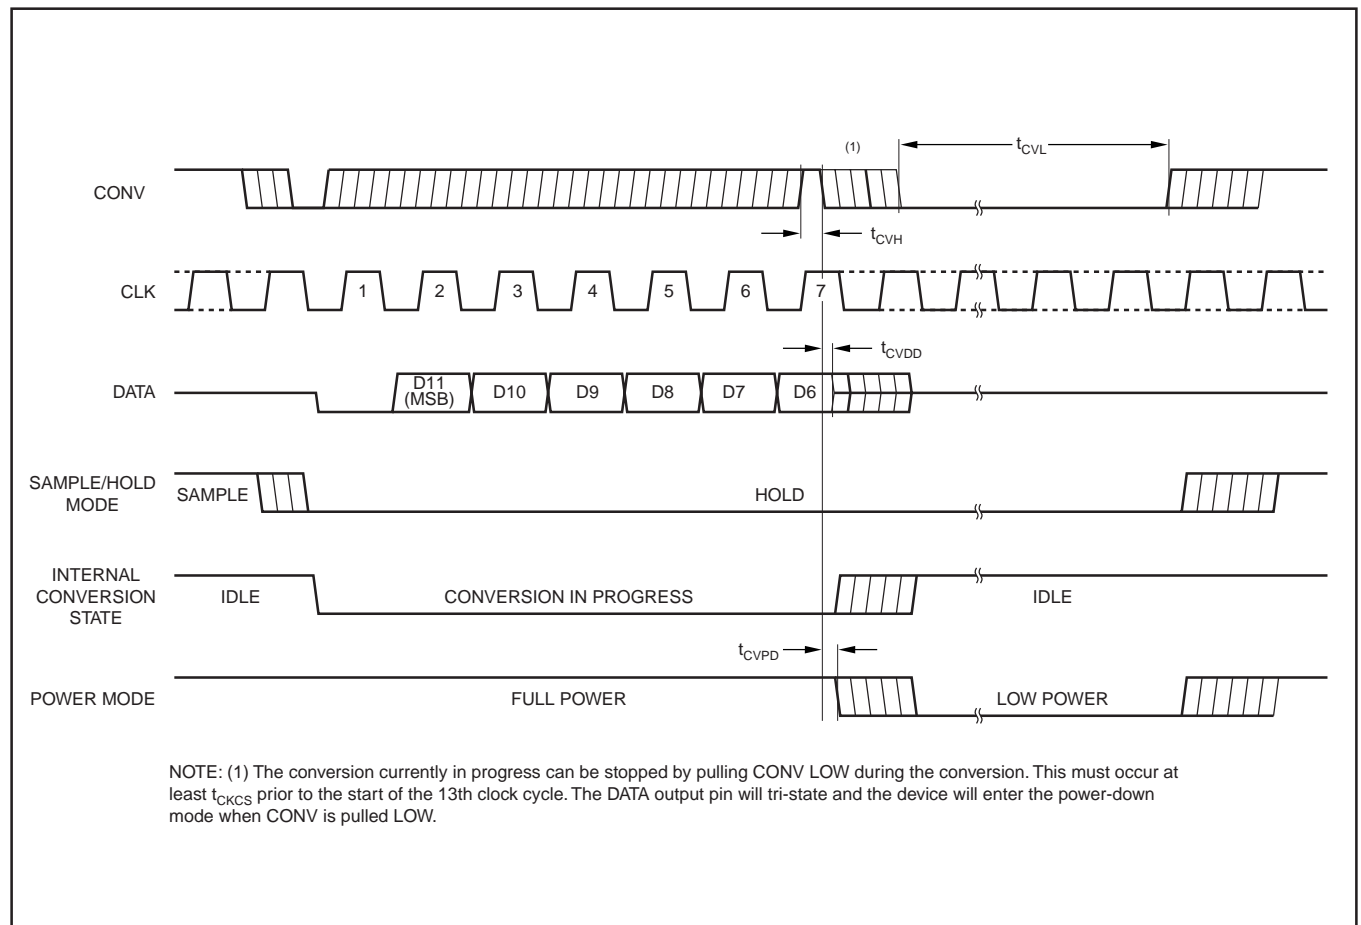 (1)
tCVL
CONV
tCVH
CLK
1 2 3 4 5 6 7
tCVDD
DATA
D11
(MSB)
D10 D9 D8 D7 D6
SAMPLE/HOLD
MODE
SAMPLE
HOLD
INTERNAL
CONVERSION
STATE
IDLE
CONVERSION IN PROGRESS
IDLE
tCVPD
POWER MODE
FULL POWER
LOW POWER
NOTE: (1) The conversion currently in progress can be stopped by pulling CONV LOW during the conversion. This must occur at
least tCKCS prior to the start of the 13th clock cycle. The DATA output pin will tri-state and the device will enter the power-down
mode when CONV is pulled LOW.